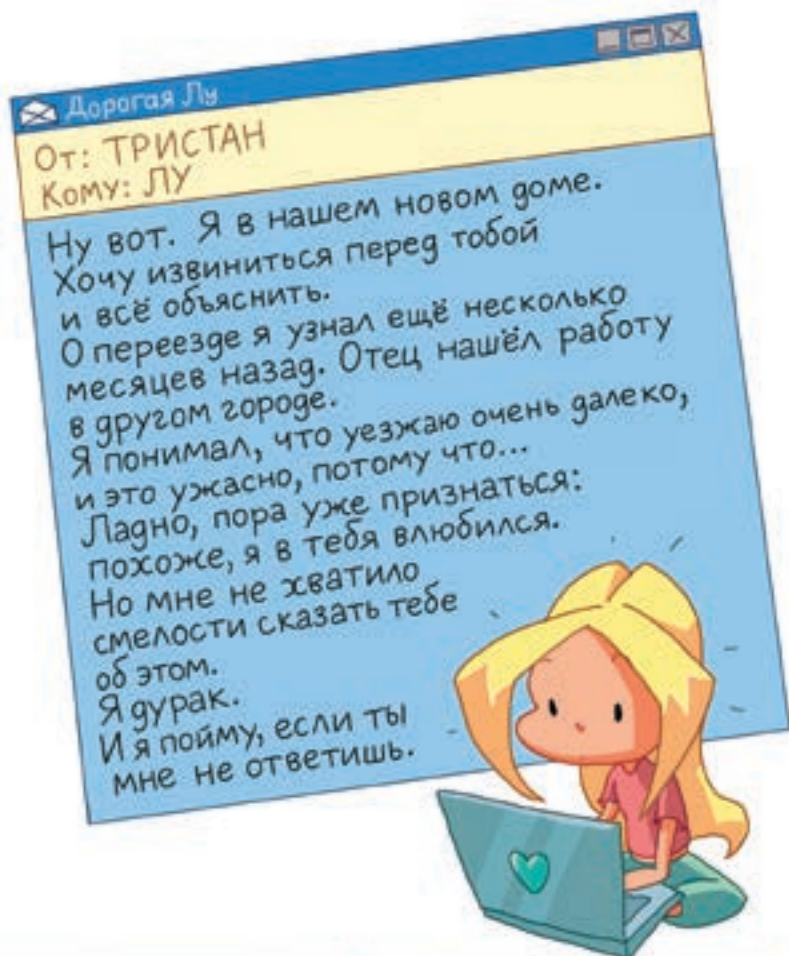 Дорогая Лу
От: ТРИСТАН
Кому: ЛУ
Ну вот. Я в нашем новом доме.
Хочу извиниться перед тобой
и всё объяснить.
О переезде я узнал ещё несколько
месяцев назад. Отец нашёл работу
в другом городе.
Я понимал, что уезжаю очень далеко,
и это ужасно, потому что...
Ладно, пора уже признаться:
похоже, я в тебя влюбился.
Но мне не хватило
смелости сказать тебе
об этом.
Я дурак.
И я пойму, если ты
мне не ответишь.